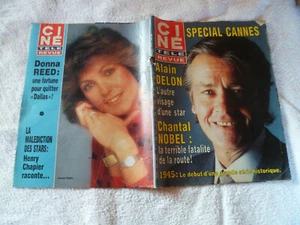 CINE
TELE
REVUE
Donna
REED :
une fortune
pour quitter
« Dallas » !
LA
MALEDICTION
DES STARS :
Henry
Chapier
raconte...
CINE
TELE
REVUE
SPECIAL CANNES
Alain
DELON
L'autre
visage
d'une star
Chantal
NOBEL :
la terrible fatalité
de la route !
1945 : Le début d'une série historique.